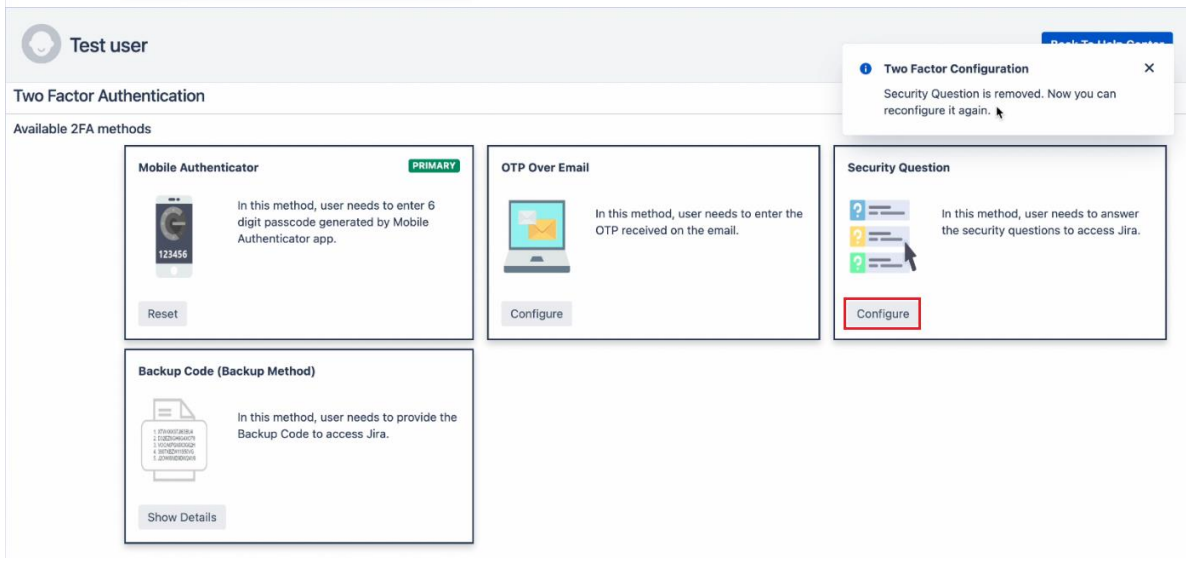 Test user
Back To Help Center
Two Factor Configuration
Security Question is removed. Now you can
reconfigure it again.
Two Factor Authentication
Available 2FA methods
Mobile Authenticator
PRIMARY
In this method, user needs to enter 6
digit passcode generated by Mobile
Authenticator app.
123456
Reset
OTP Over Email
In this method, user needs to enter the
OTP received on the email.
Configure
Security Question
In this method, user needs to answer
the security questions to access Jira.
Configure
Backup Code (Backup Method)
In this method, user needs to provide the
Backup Code to access Jira.
Show Details